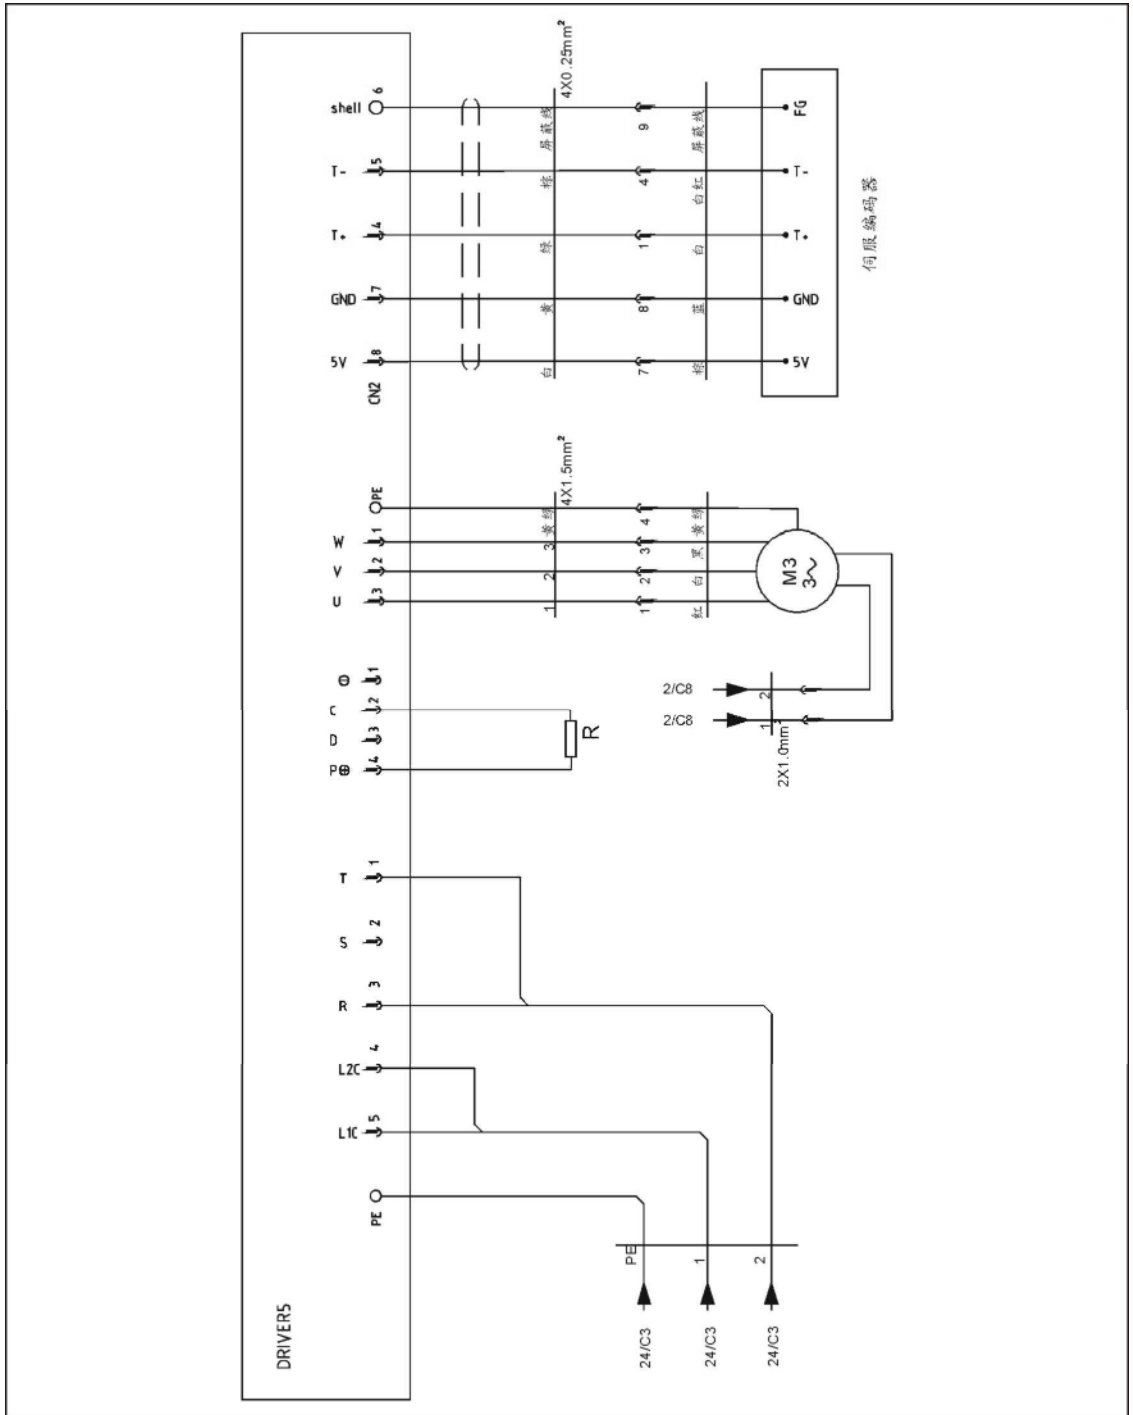 DRIVER5
PE
L1C
5
L2C
4
R
3
S
2
T
1
P⊕
4
D
3
C
2
⊖
1
U
3
V
2
W
1
PE
CN2
5V
8
GND
7
T+
4
T-
5
shell
6
24/C3
24/C3
24/C3
PE
1
2
R
1
2
3
黄绿
4X1.5mm²
1
2
3
4
红
白
黑
黄绿
M3
3~
2/C8
2/C8
2
1
2X1.0mm²
白
黄
绿
棕
屏蔽线
4X0.25mm²
7
8
1
4
9
棕
蓝
白
白红
屏蔽线
5V
GND
T+
T-
FG
伺服编码器